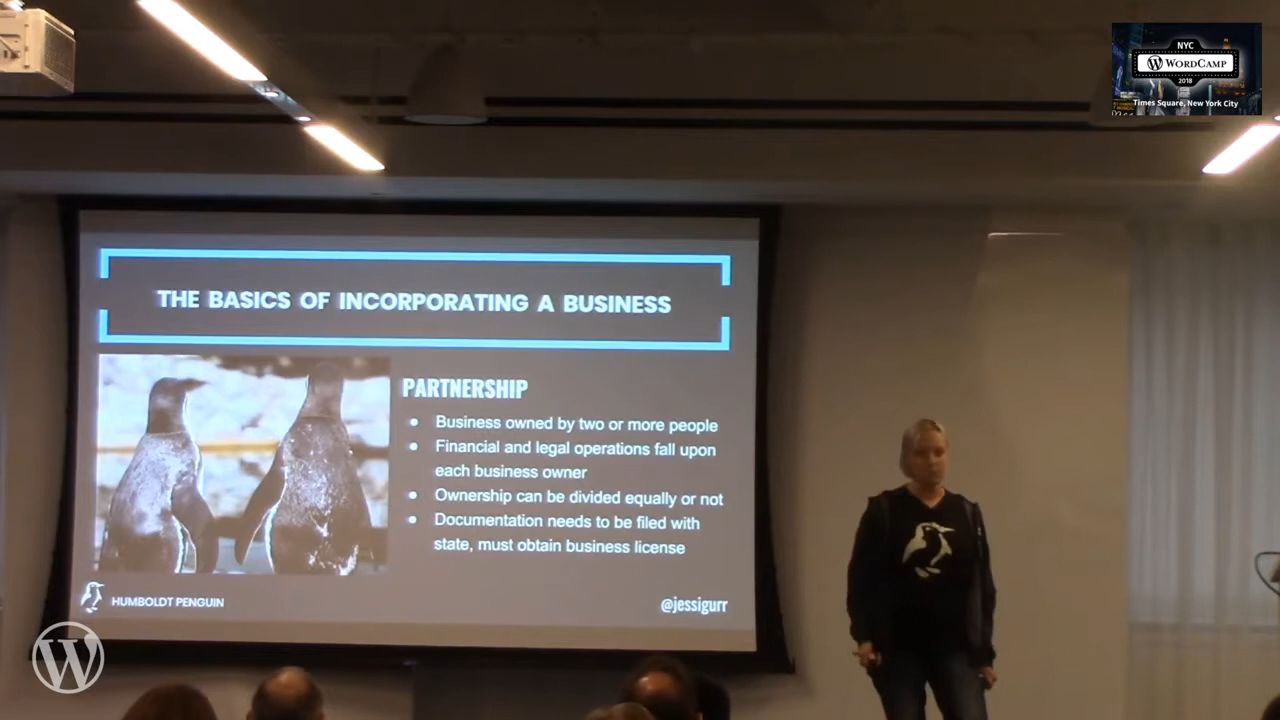 NYC
WORDCAMP
2018
Times Square, New York City
THE BASICS OF INCORPORATING A BUSINESS
PARTNERSHIP
• Business owned by two or more people
• Financial and legal operations fall upon
each business owner
• Ownership can be divided equally or not
• Documentation needs to be filed with
state, must obtain business license
HUMBOLDT PENGUIN
@jessigurr